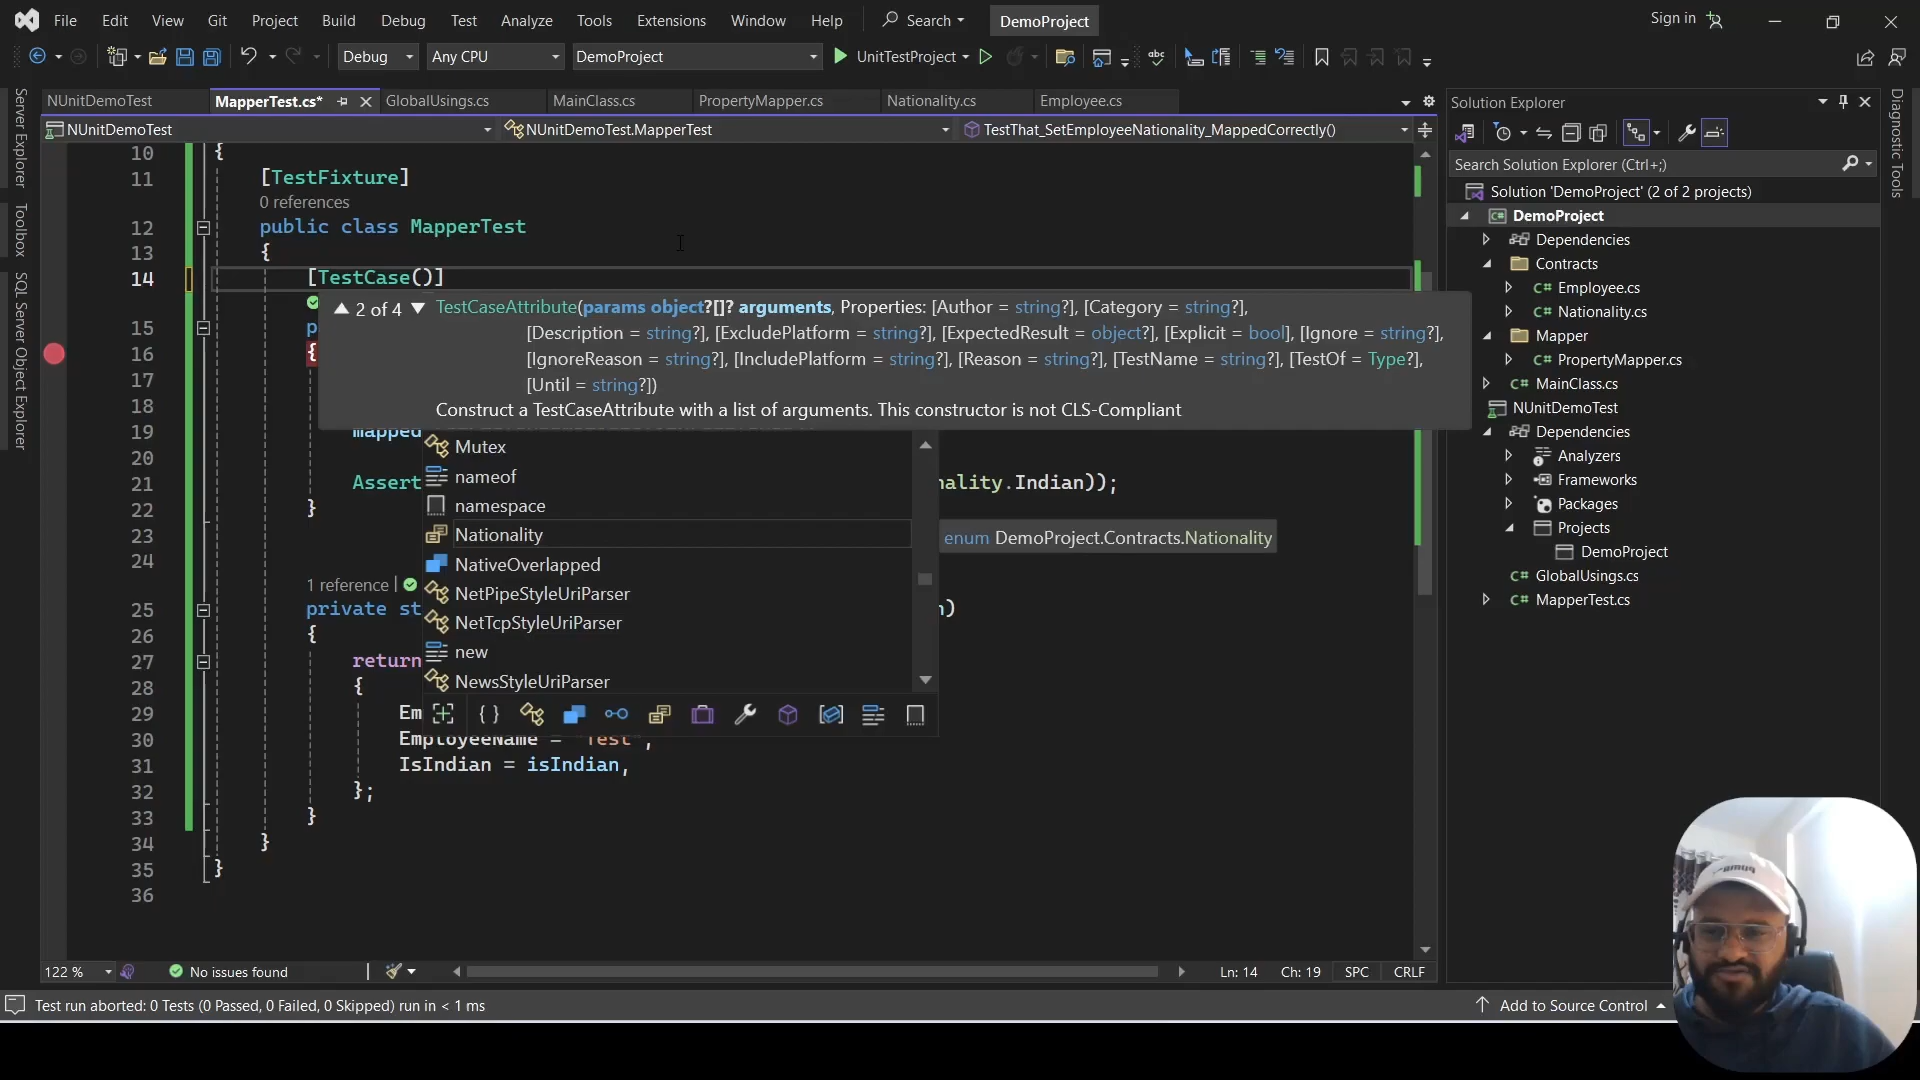 File Edit View Git Project Build Debug Test Analyze Tools Extensions Window Help Search DemoProject Sign in
Debug Any CPU DemoProject UnitTestProject
Server Explorer
Toolbox
SQL Server Object Explorer
NUnitDemoTest MapperTest.cs* GlobalUsings.cs MainClass.cs PropertyMapper.cs Nationality.cs Employee.cs
NUnitDemoTest NUnitDemoTest.MapperTest TestThat_SetEmployeeNationality_MappedCorrectly()
10 {
11 [TestFixture]
0 references
12 public class MapperTest
13 {
14 [TestCase()]
2 of 4 TestCaseAttribute(params object?[]? arguments, Properties: [Author = string?], [Category = string?],
[Description = string?], [ExcludePlatform = string?], [ExpectedResult = object?], [Explicit = bool], [Ignore = string?],
[IgnoreReason = string?], [IncludePlatform = string?], [Reason = string?], [TestName = string?], [TestOf = Type?],
[Until = string?])
Construct a TestCaseAttribute with a list of arguments. This constructor is not CLS-Compliant
15 p
16 {
17
18
19 mapped
20
21 Assert nality.Indian));
22 }
23
24
Mutex
nameof
namespace
Nationality
enum DemoProject.Contracts.Nationality
NativeOverlapped
NetPipeStyleUriParser
NetTcpStyleUriParser
new
NewsStyleUriParser
1 reference |
25 private st n)
26 {
27 return
28 {
29 Em
30 EmployeeName = "Test",
31 IsIndian = isIndian,
32 };
33 }
34 }
35 }
36
122 % No issues found Ln: 14 Ch: 19 SPC CRLF
Test run aborted: 0 Tests (0 Passed, 0 Failed, 0 Skipped) run in < 1 ms
Add to Source Control
Solution Explorer
Search Solution Explorer (Ctrl+;)
Solution 'DemoProject' (2 of 2 projects)
DemoProject
Dependencies
Contracts
C# Employee.cs
C# Nationality.cs
Mapper
C# PropertyMapper.cs
C# MainClass.cs
NUnitDemoTest
Dependencies
Analyzers
Frameworks
Packages
Projects
DemoProject
C# GlobalUsings.cs
C# MapperTest.cs
Diagnostic Tools